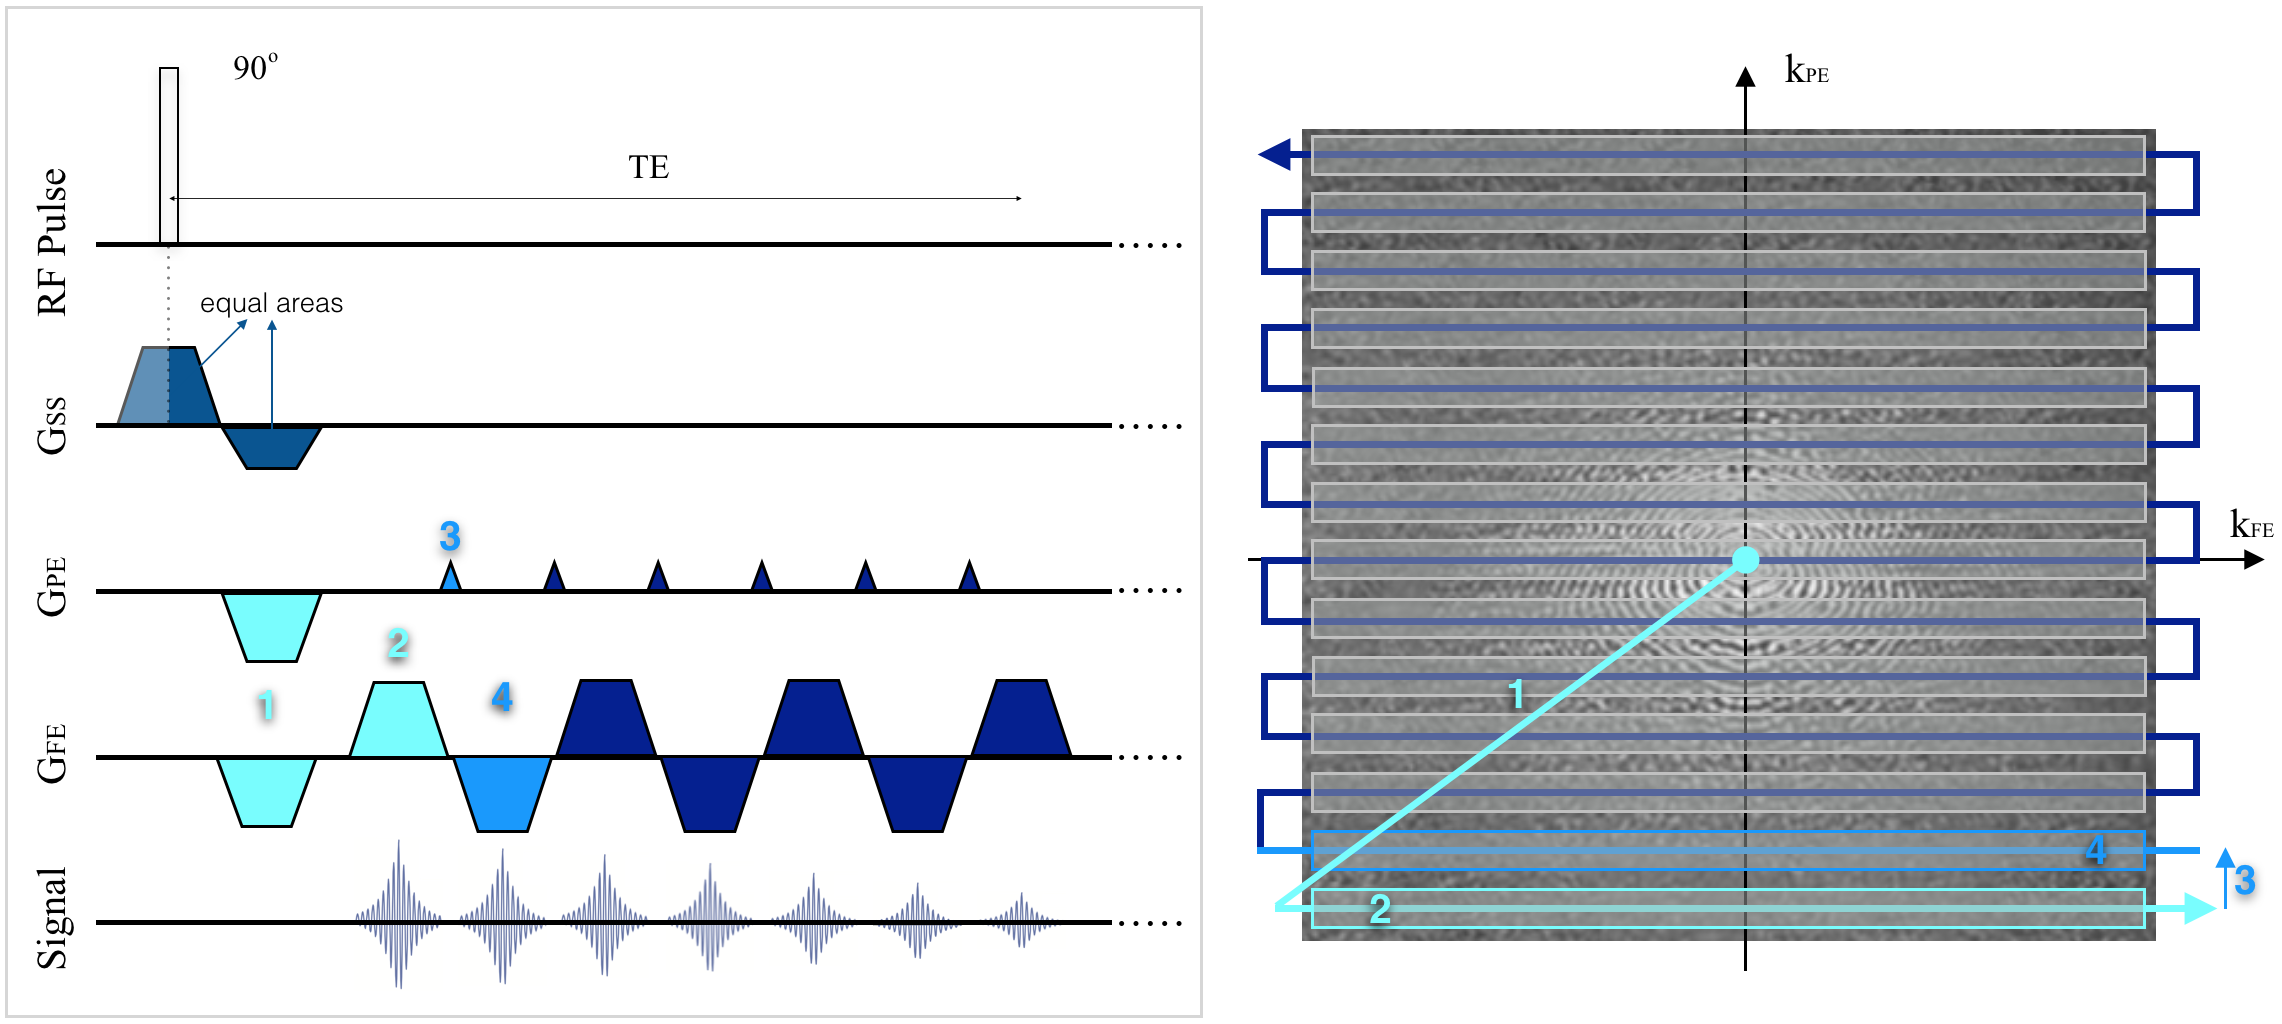 90°
TE
RF Pulse
equal areas
GSS
3
GPE
2
1
4
GFE
Signal
kPE
kFE
1
4
3
2